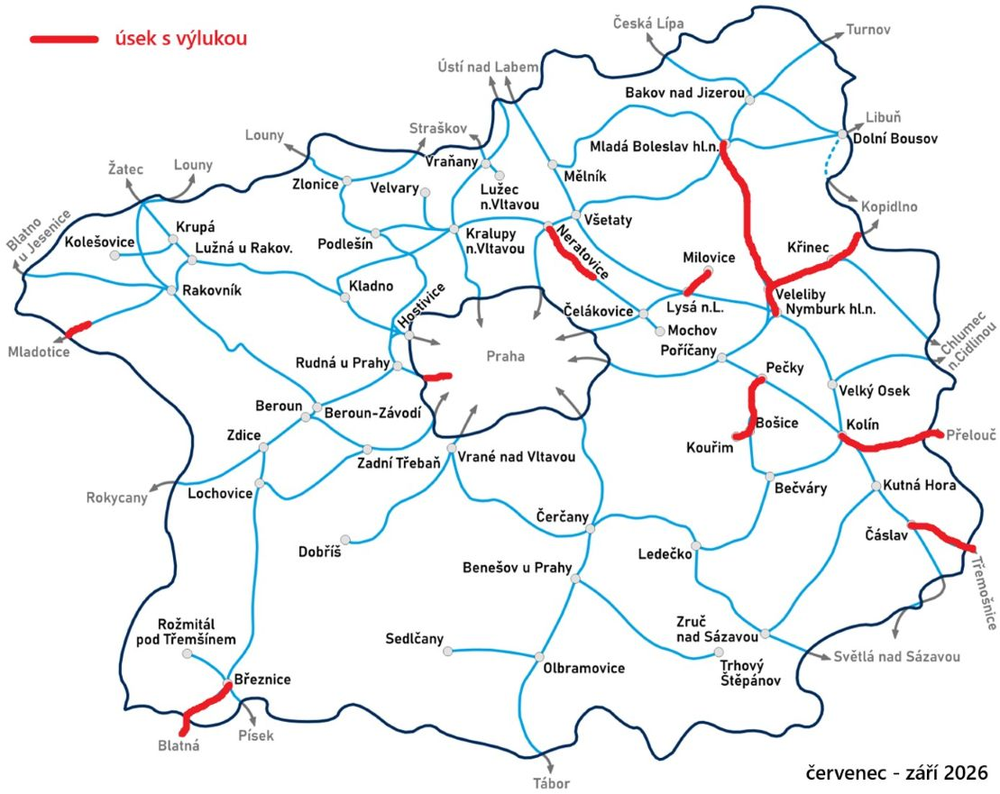 úsek s výlukou
Česká Lípa
Turnov
Ústí nad Labem
Bakov nad Jizerou
Libuň
Dolní Bousov
Louny
Straškov
Mladá Boleslav hl.n.
Vraňany
Žatec
Louny
Mělník
Zlonice
Velvary
Lužec
n.Vltavou
Kopidlno
Blatno
u Jesenice
Krupá
Všetaty
Kolešovice
Lužná u Rakov.
Podlešín
Kralupy
n.Vltavou
Neratovice
Křinec
Milovice
Rakovník
Kladno
Hostivice
Veleliby
Lysá n.L.
Nymburk hl.n.
Čelákovice
Mochov
Mladotice
Praha
Poříčany
Chlumec
n.Cidlinou
Rudná u Prahy
Pečky
Velký Osek
Beroun
Beroun-Závodí
Bošice
Kolín
Zdice
Kouřim
Přelouč
Zadní Třebaň
Vrané nad Vltavou
Rokycany
Lochovice
Bečváry
Kutná Hora
Čerčany
Čáslav
Dobříš
Ledečko
Benešov u Prahy
Třemošnice
Rožmitál
pod Třemšínem
Zruč
nad Sázavou
Sedlčany
Světlá nad Sázavou
Olbramovice
Trhový
Štěpánov
Březnice
Písek
Blatná
Tábor
červenec - září 2026